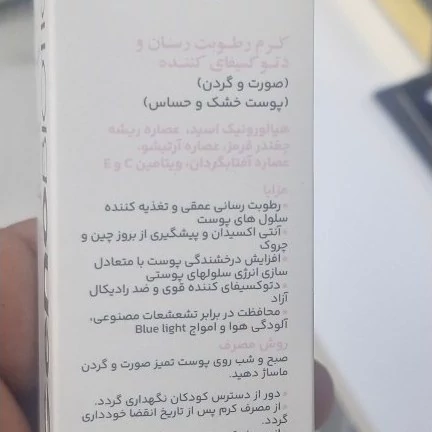 کرم رطوبت رسان و
دتوکسیفای کننده
(صورت و گردن)
(پوست خشک و حساس)
هیالورونیک اسید، عصاره ریشه
چغندر قرمز، عصاره آرتیشو،
عصاره آفتابگردان، ویتامین C و E
مزایا
رطوبت رسانی عمقی و تغذیه کننده
سلول های پوست
آنتی اکسیدان و پیشگیری از بروز چین و
چروک
افزایش درخشندگی پوست با متعادل
سازی انرژی سلولهای پوستی
دتوکسیفای کننده قوی و ضد رادیکال
آزاد
محافظت در برابر تشعشعات مصنوعی،
آلودگی هوا و امواج Blue light
روش مصرف
صبح و شب روی پوست تمیز صورت و گردن
ماساژ دهید.
دور از دسترس کودکان نگهداری گردد.
از مصرف کرم پس از تاریخ انقضا خودداری
گردد.